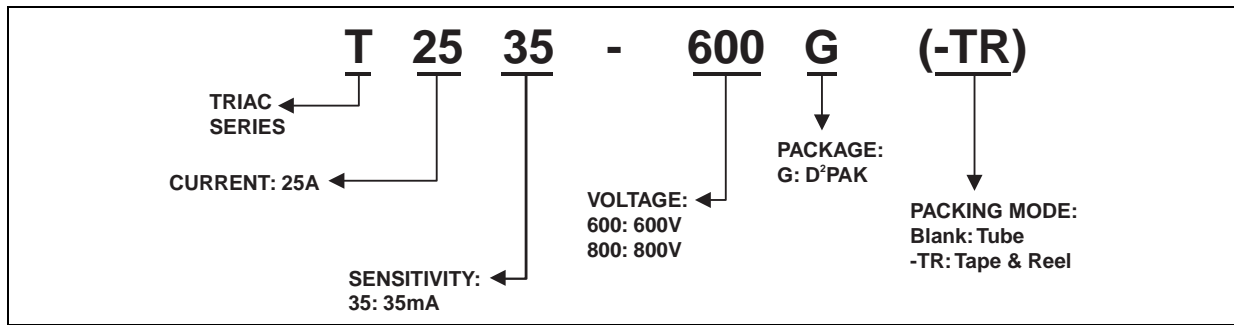 T 25 35 - 600 G (-TR)
TRIAC
SERIES
CURRENT: 25A
SENSITIVITY:
35: 35mA
VOLTAGE:
600: 600V
800: 800V
PACKAGE:
G: D²PAK
PACKING MODE:
Blank: Tube
-TR: Tape & Reel